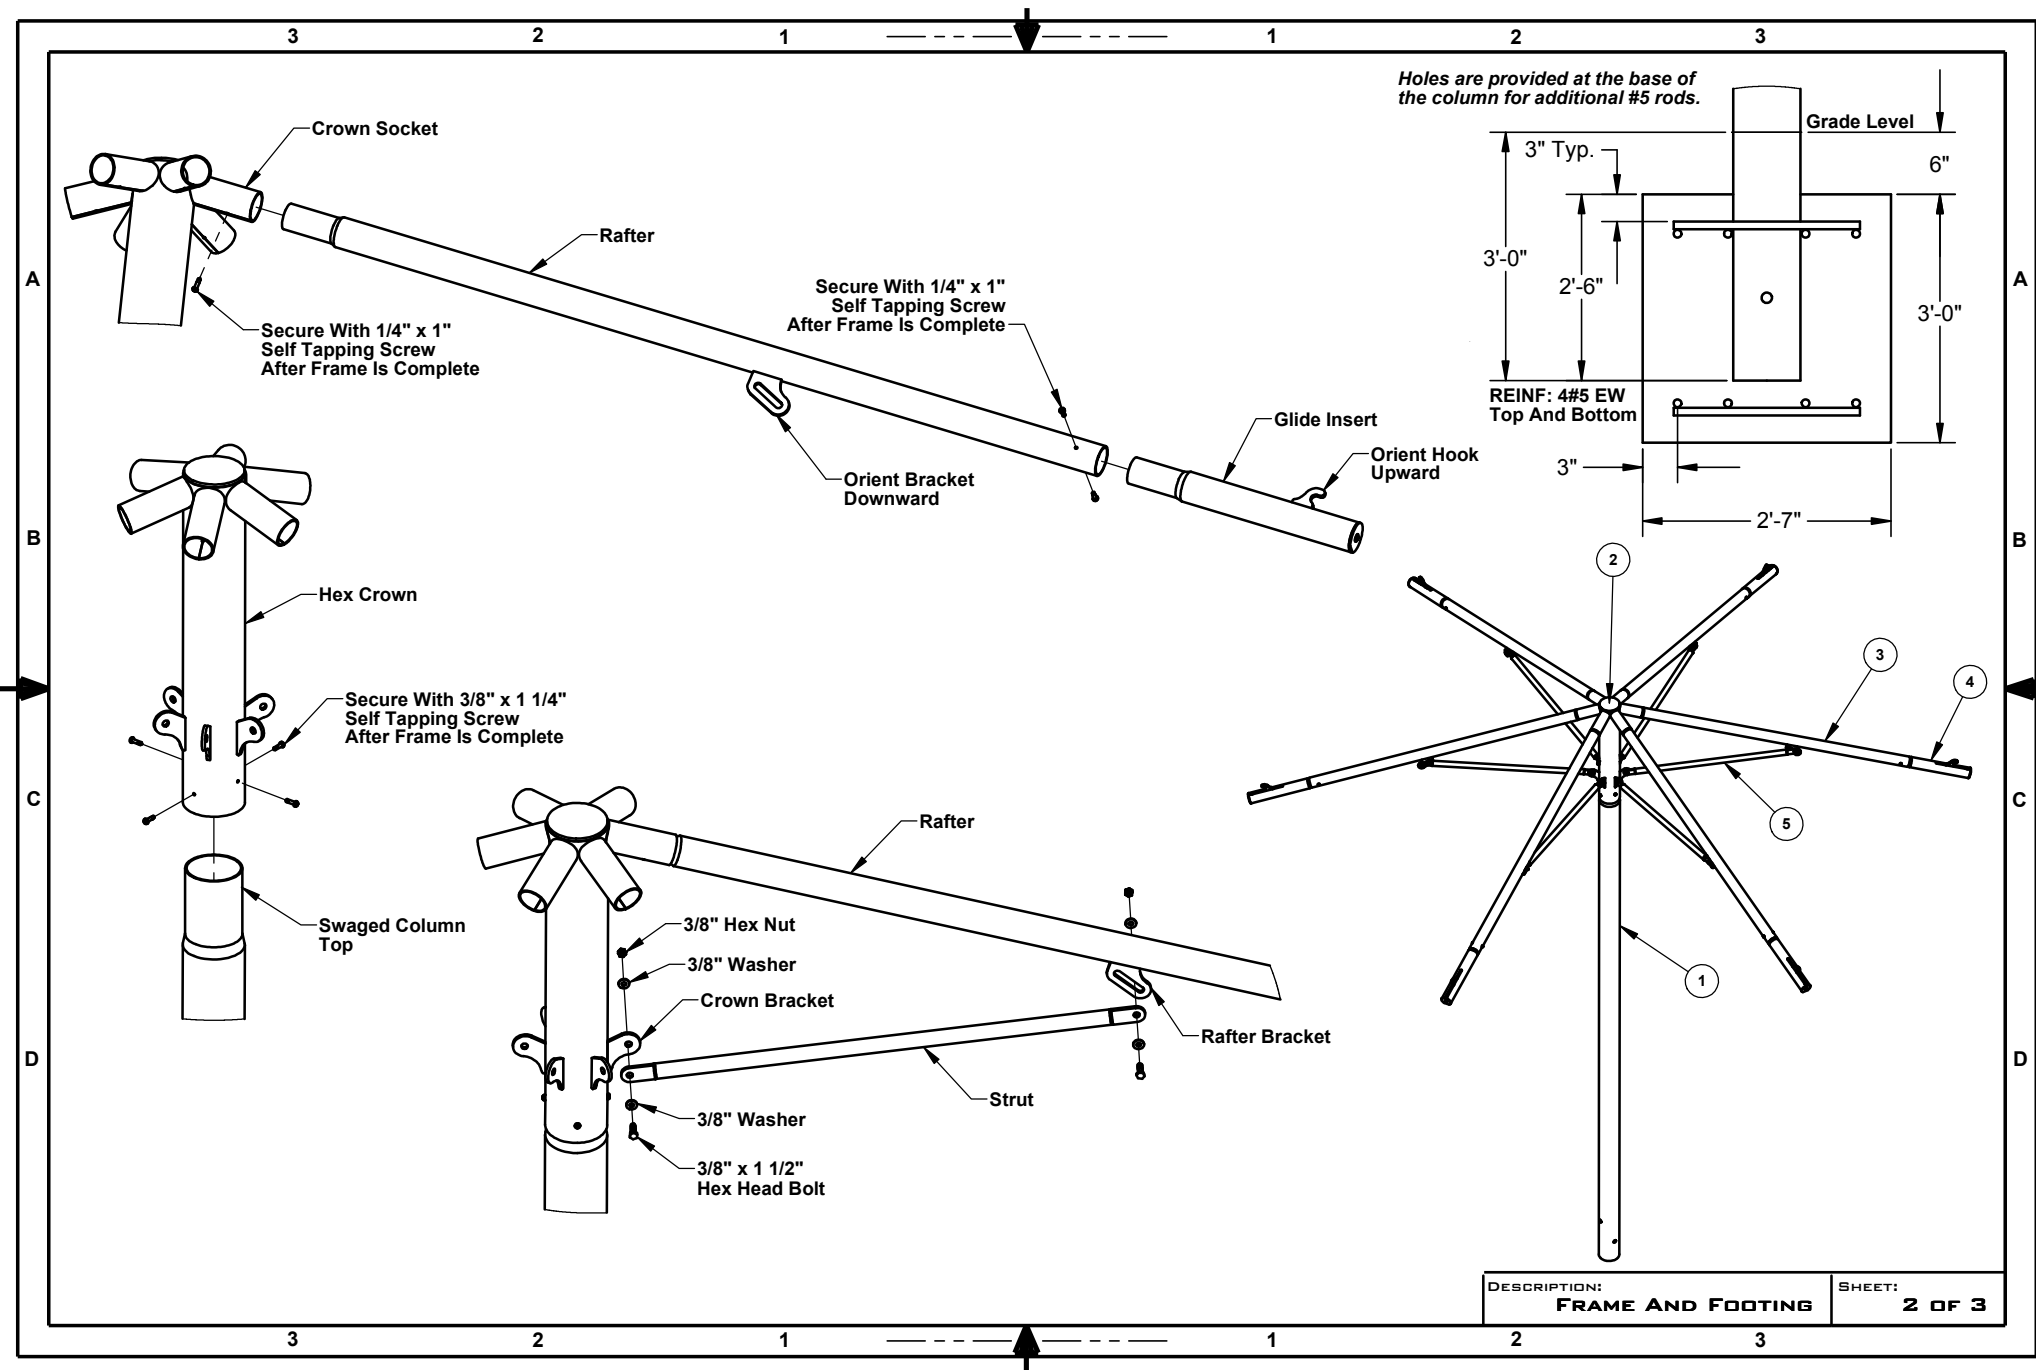 3 2 1 1 2 3
Holes are provided at the base of
the column for additional #5 rods.
Grade Level
3" Typ.
6"
3'-0"
2'-6"
3'-0"
REINF: 4#5 EW
Top And Bottom
3"
2'-7"
Crown Socket
Rafter
A
A
Secure With 1/4" x 1"
Self Tapping Screw
After Frame Is Complete
Secure With 1/4" x 1"
Self Tapping Screw
After Frame Is Complete
Glide Insert
Orient Hook
Upward
Orient Bracket
Downward
B
B
Hex Crown
Secure With 3/8" x 1 1/4"
Self Tapping Screw
After Frame Is Complete
2
3
4
5
1
C
C
Swaged Column
Top
Rafter
3/8" Hex Nut
3/8" Washer
Crown Bracket
Rafter Bracket
Strut
D
D
3/8" Washer
3/8" x 1 1/2"
Hex Head Bolt
Description:
Frame And Footing
Sheet:
2 of 3
3 2 1 1 2 3